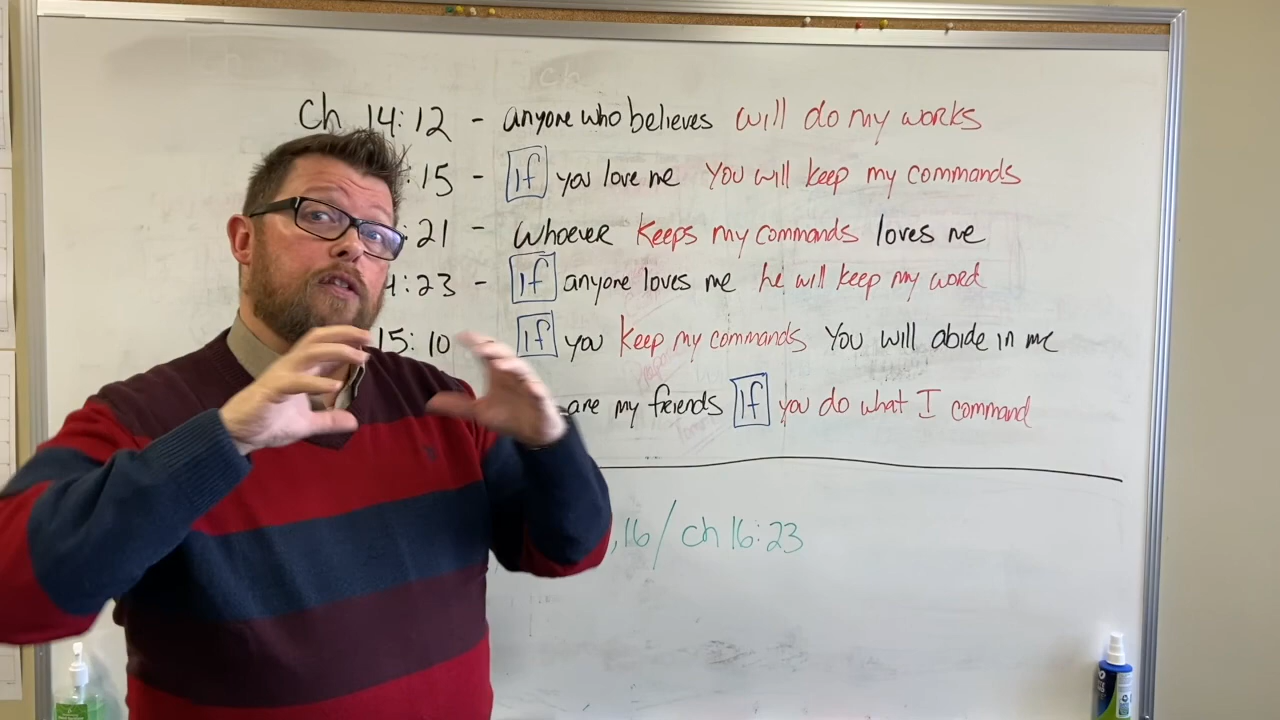 Ch 14:12 - anyone who believes will do my works
:15 - If you love me You will keep my commands
:21 - Whoever keeps my commands loves me
4:23 - If anyone loves me he will keep my word
15:10 If you keep my commands You will abide in me
are my friends If you do what I command
,16 / ch 16:23